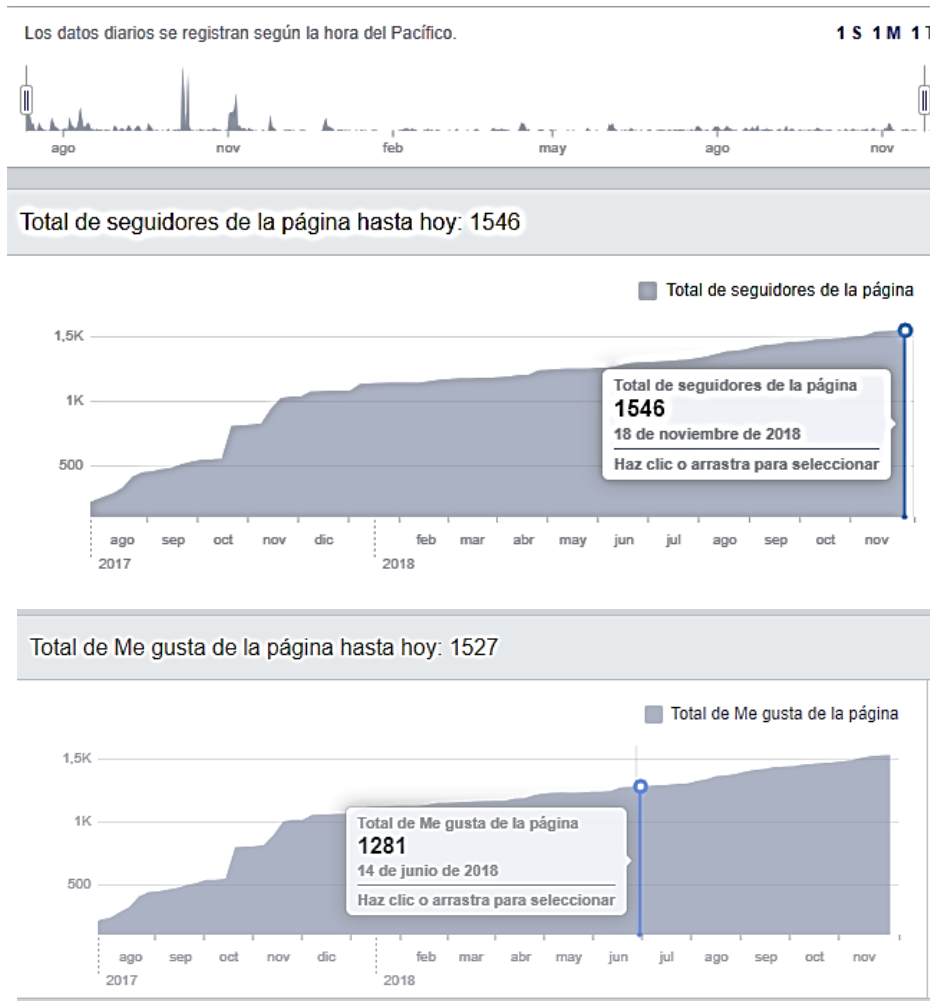 Los datos diarios se registran según la hora del Pacífico.
1 S 1 M 1 T
ago nov feb may ago nov
Total de seguidores de la página hasta hoy: 1546
Total de seguidores de la página
1,5K
1K
500
Total de seguidores de la página
1546
18 de noviembre de 2018
Haz clic o arrastra para seleccionar
ago sep oct nov dic feb mar abr may jun jul ago sep oct nov
2017 2018
Total de Me gusta de la página hasta hoy: 1527
Total de Me gusta de la página
1,5K
1K
500
Total de Me gusta de la página
1281
14 de junio de 2018
Haz clic o arrastra para seleccionar
ago sep oct nov dic feb mar abr may jun jul ago sep oct nov
2017 2018